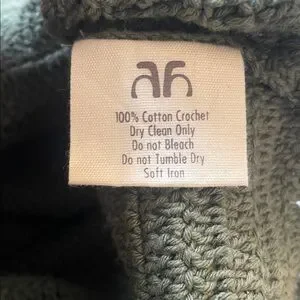 100% Cotton Crochet
Dry Clean Only
Do not Bleach
Do not Tumble Dry
Soft Iron